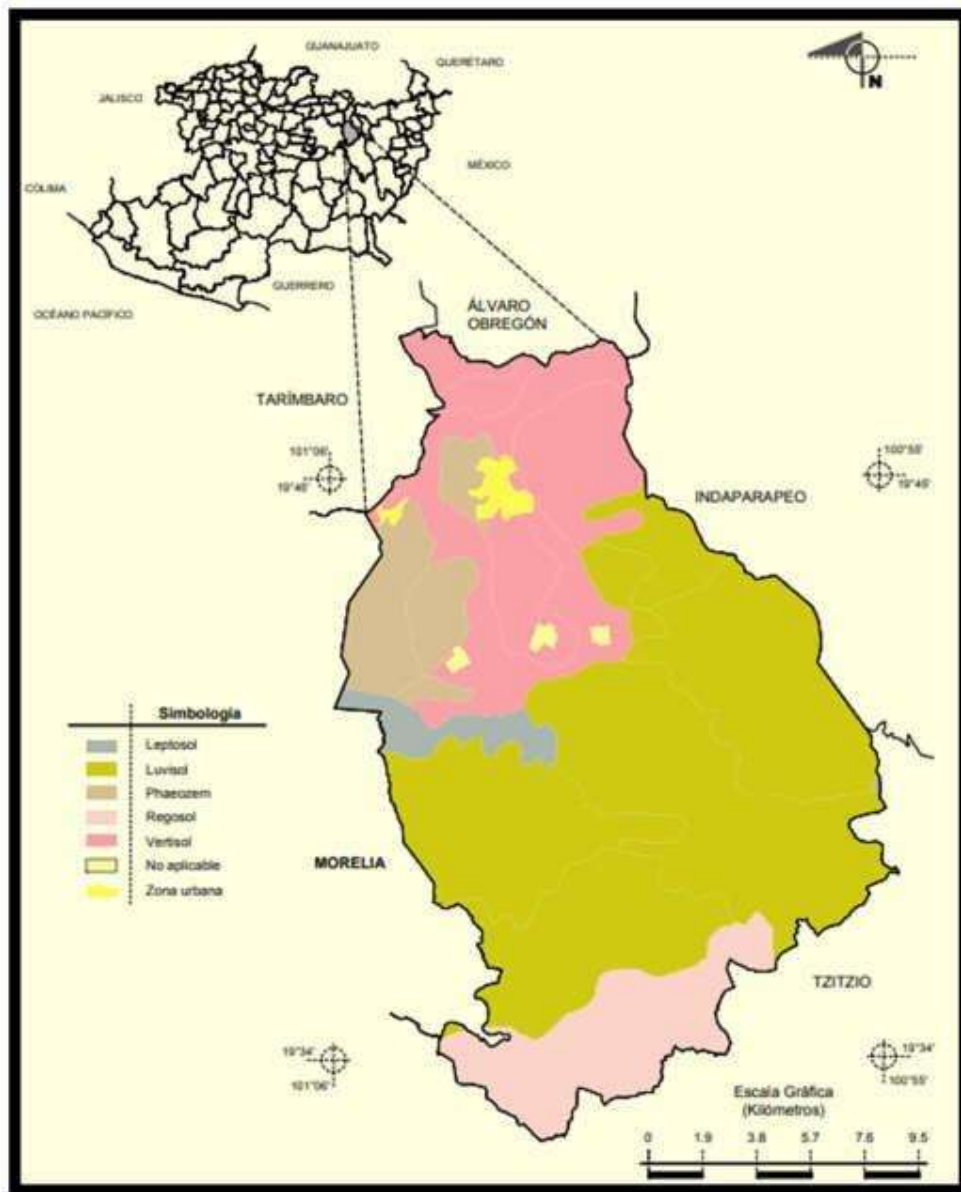 GUANAJUATO
QUERÉTARO
JALISCO
N
MÉXICO
COLIMA
GUERRERO
OCÉANO PACÍFICO
ÁLVARO
OBREGÓN
TARÍMBARO
101°06'
19°46'
100°55'
19°46'
INDAPARAPEO
Simbología
Leptosol
Luvisol
Phaeozem
Regosol
Vertisol
No aplicable
Zona urbana
MORELIA
TZITZIO
19°34'
101°06'
19°34'
100°55'
Escala Gráfica
(Kilómetros)
0 1.9 3.8 5.7 7.6 9.5